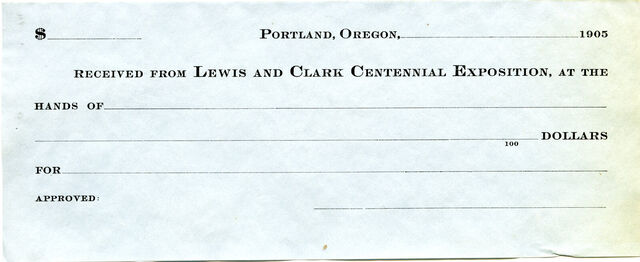 $ PORTLAND, OREGON, 1905
RECEIVED FROM LEWIS AND CLARK CENTENNIAL EXPOSITION, AT THE
HANDS OF
100 DOLLARS
FOR
APPROVED: